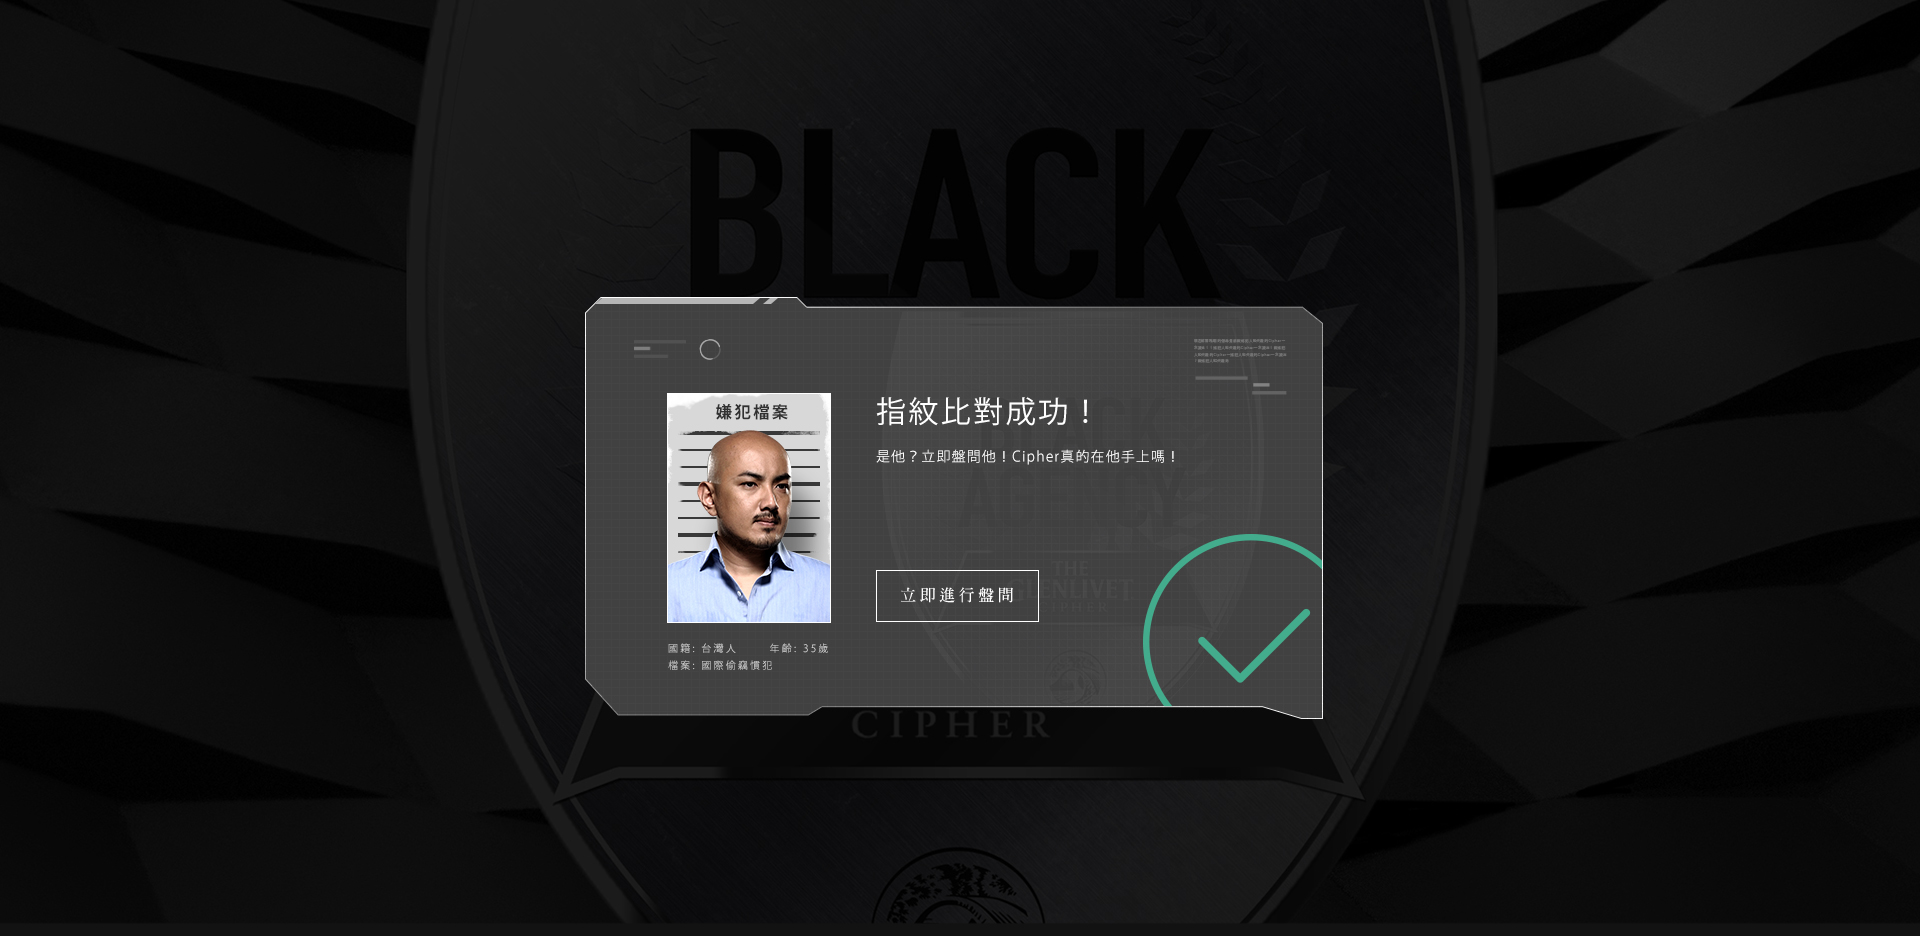 BLACK
嫌犯檔案
指紋比對成功！
是他？立即盤問他！Cipher真的在他手上嗎！
THE
GLENLIVET
CIPHER
立即進行盤問
國籍: 台灣人 年齡: 35歲
檔案: 國際偷竊慣犯
CIPHER